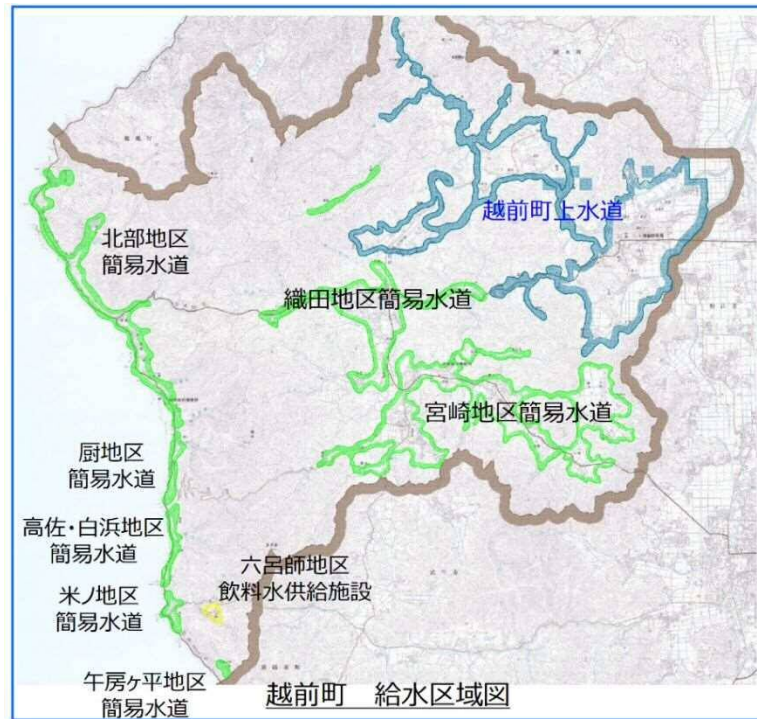 越前町上水道
北部地区
簡易水道
織田地区簡易水道
宮崎地区簡易水道
厨地区
簡易水道
高佐・白浜地区
簡易水道
六呂師地区
飲料水供給施設
米ノ地区
簡易水道
午房ヶ平地区
簡易水道
越前町　給水区域図